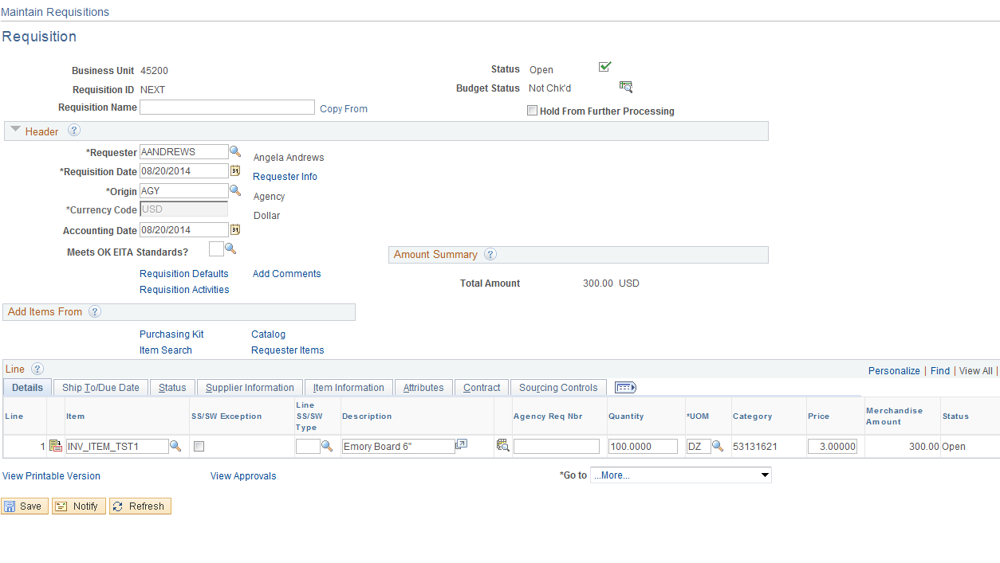 Maintain Requisitions
Requisition
Business Unit 45200
Status Open
Requisition ID NEXT
Budget Status Not Chk'd
Requisition Name Copy From
Hold From Further Processing
Header ?
*Requester AANDREWS Angela Andrews
*Requisition Date 08/20/2014 31 Requester Info
*Origin AGY Agency
*Currency Code USD Dollar
Accounting Date 08/20/2014 31
Meets OK EITA Standards?
Amount Summary ?
Requisition Defaults Add Comments
Total Amount 300.00 USD
Requisition Activities
Add Items From ?
Purchasing Kit Catalog
Item Search Requester Items
Line ?
Personalize | Find | View All |
Details Ship To/Due Date Status Supplier Information Item Information Attributes Contract Sourcing Controls
Line Item SS/SW Exception Line SS/SW Type Description Agency Req Nbr Quantity *UOM Category Price Merchandise Amount Status
1 INV_ITEM_TST1 Emory Board 6" 100.0000 DZ 53131621 3.00000 300.00 Open
View Printable Version View Approvals *Go to ...More...
Save Notify Refresh